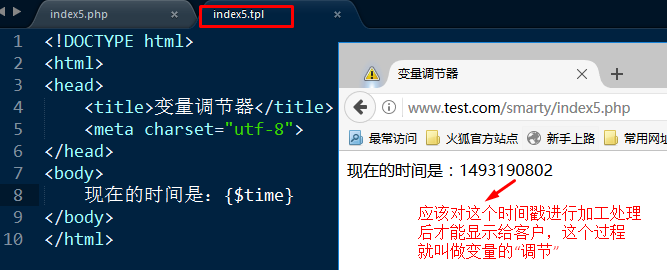 index5.php
index5.tpl
1 <!DOCTYPE html>
2 <html>
3 <head>
4 <title>变量调节器</title>
5 <meta charset="utf-8">
6 </head>
7 <body>
8 现在的时间是：{$time}
9 </body>
10 </html>
变量调节器
www.test.com/smarty/index5.php
最常访问 火狐官方站点 新手上路 常用网址
现在的时间是：1493190802
应该对这个时间戳进行加工处理
后才能显示给客户，这个过程
就叫做变量的“调节”